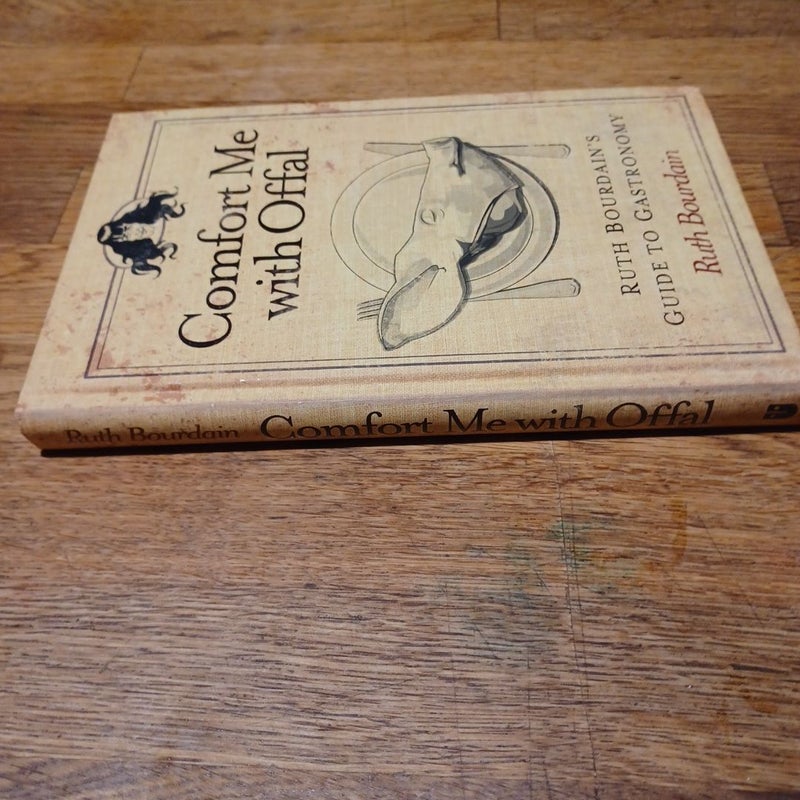 Comfort Me
with Offal
RUTH BOURDAIN'S
GUIDE TO GASTRONOMY
Ruth Bourdain
Ruth Bourdain Comfort Me with Offal